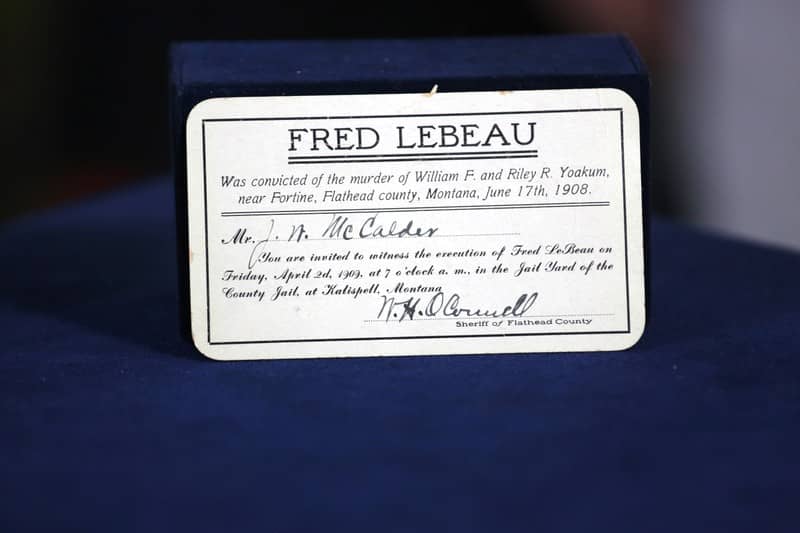 FRED LEBEAU
Was convicted of the murder of William F. and Riley R. Yoakum,
near Fortine, Flathead county, Montana, June 17th, 1908.
Mr. J. W. McCalder
You are invited to witness the execution of Fred LeBeau on
Friday, April 2d, 1909, at 7 o'clock a. m., in the Jail Yard of the
County Jail, at Kalispell, Montana
W. H. O'Connell
Sheriff of Flathead County